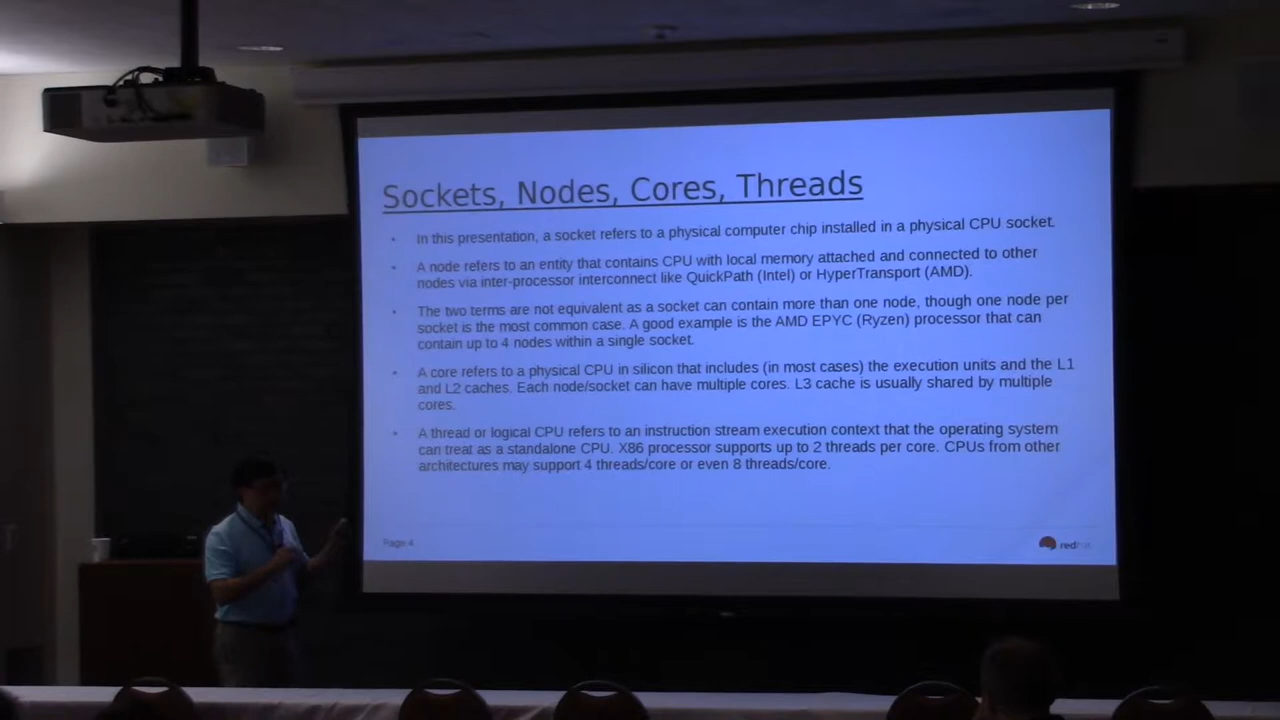 Sockets, Nodes, Cores, Threads
In this presentation, a socket refers to a physical computer chip installed in a physical CPU socket.
A node refers to an entity that contains CPU with local memory attached and connected to other
nodes via inter-processor interconnect like QuickPath (Intel) or HyperTransport (AMD).
The two terms are not equivalent as a socket can contain more than one node, though one node per
socket is the most common case. A good example is the AMD EPYC (Ryzen) processor that can
contain up to 4 nodes within a single socket.
A core refers to a physical CPU in silicon that includes (in most cases) the execution units and the L1
and L2 caches. Each node/socket can have multiple cores. L3 cache is usually shared by multiple
cores.
A thread or logical CPU refers to an instruction stream execution context that the operating system
can treat as a standalone CPU. X86 processor supports up to 2 threads per core. CPUs from other
architectures may support 4 threads/core or even 8 threads/core.
Page 4
redhat